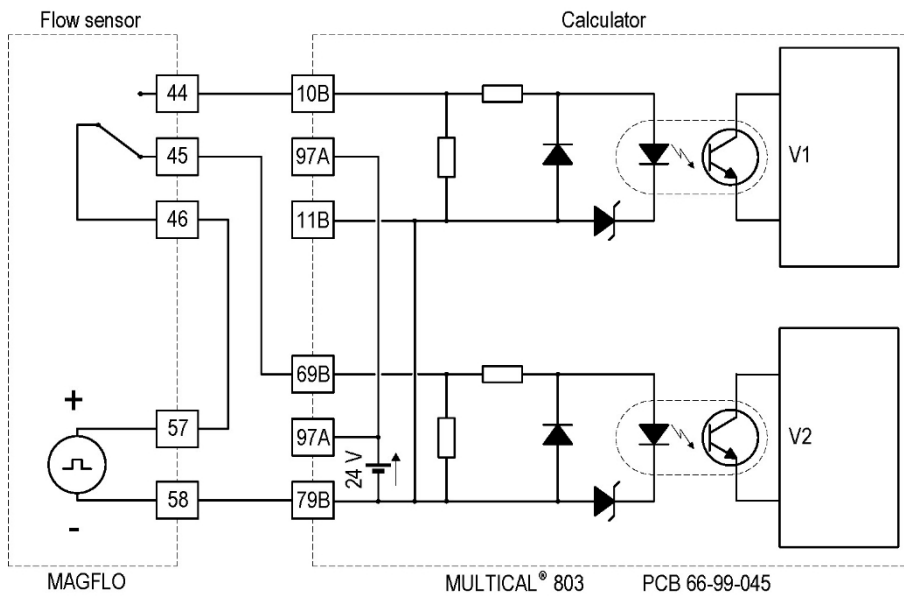 Flow sensor
Calculator
44
10B
45
97A
V1
46
11B
69B
+
57
97A
V2
24 V
58
79B
-
MAGFLO
MULTICAL® 803
PCB 66-99-045